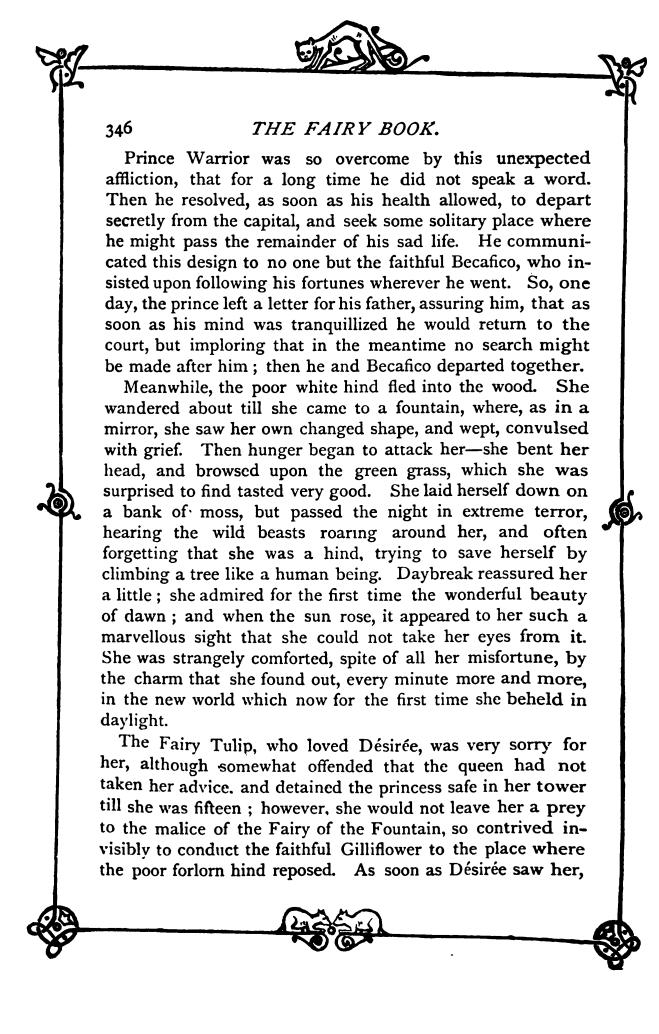 346 THE FAIRY BOOK.
Prince Warrior was so overcome by this unexpected
affliction, that for a long time he did not speak a word.
Then he resolved, as soon as his health allowed, to depart
secretly from the capital, and seek some solitary place where
he might pass the remainder of his sad life. He communi-
cated this design to no one but the faithful Becafico, who in-
sisted upon following his fortunes wherever he went. So, one
day, the prince left a letter for his father, assuring him, that as
soon as his mind was tranquillized he would return to the
court, but imploring that in the meantime no search might
be made after him ; then he and Becafico departed together.
Meanwhile, the poor white hind fled into the wood. She
wandered about till she came to a fountain, where, as in a
mirror, she saw her own changed shape, and wept, convulsed
with grief. Then hunger began to attack her—she bent her
head, and browsed upon the green grass, which she was
surprised to find tasted very good. She laid herself down on
a bank of moss, but passed the night in extreme terror,
hearing the wild beasts roaring around her, and often
forgetting that she was a hind, trying to save herself by
climbing a tree like a human being. Daybreak reassured her
a little ; she admired for the first time the wonderful beauty
of dawn ; and when the sun rose, it appeared to her such a
marvellous sight that she could not take her eyes from it.
She was strangely comforted, spite of all her misfortune, by
the charm that she found out, every minute more and more,
in the new world which now for the first time she beheld in
daylight.
The Fairy Tulip, who loved Désirée, was very sorry for
her, although somewhat offended that the queen had not
taken her advice. and detained the princess safe in her tower
till she was fifteen ; however. she would not leave her a prey
to the malice of the Fairy of the Fountain, so contrived in-
visibly to conduct the faithful Gilliflower to the place where
the poor forlorn hind reposed. As soon as Désirée saw her,